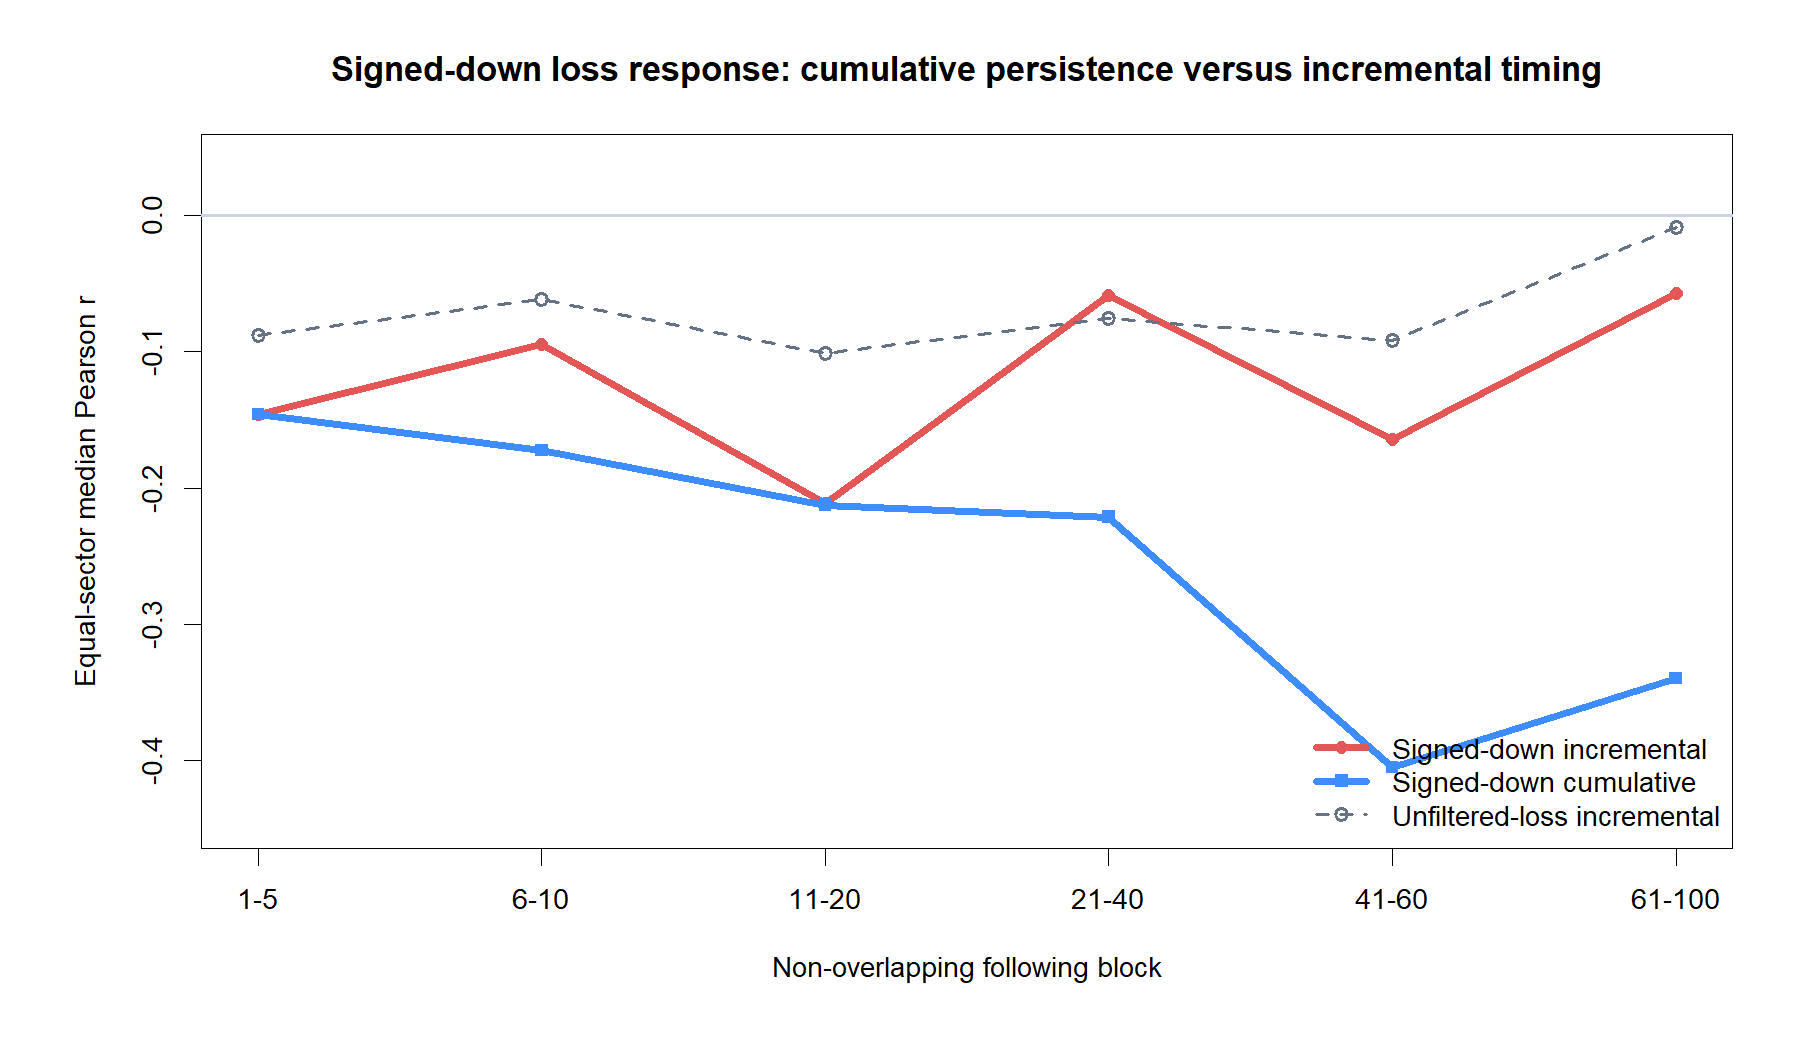 Signed-down loss response: cumulative persistence versus incremental timing
Equal-sector median Pearson r
0.0
-0.1
-0.2
-0.3
-0.4
Signed-down incremental
Signed-down cumulative
Unfiltered-loss incremental
1-5 6-10 11-20 21-40 41-60 61-100
Non-overlapping following block